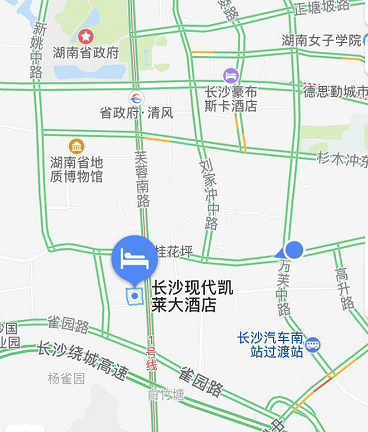 正塘坡路
新姚中路
湖南省政府
湖南女子学院
长沙豪布
斯卡酒店
德思勤城市
省政府·清风
湖南省地
质博物馆
芙蓉南路
刘家冲中路
杉木冲东
桂花坪
万芙中路
高升路
长沙现代凯
莱大酒店
雀园路
长沙汽车南
站过渡站
长沙绕城高速
1号线
雀园路
杨雀园
白竹塘